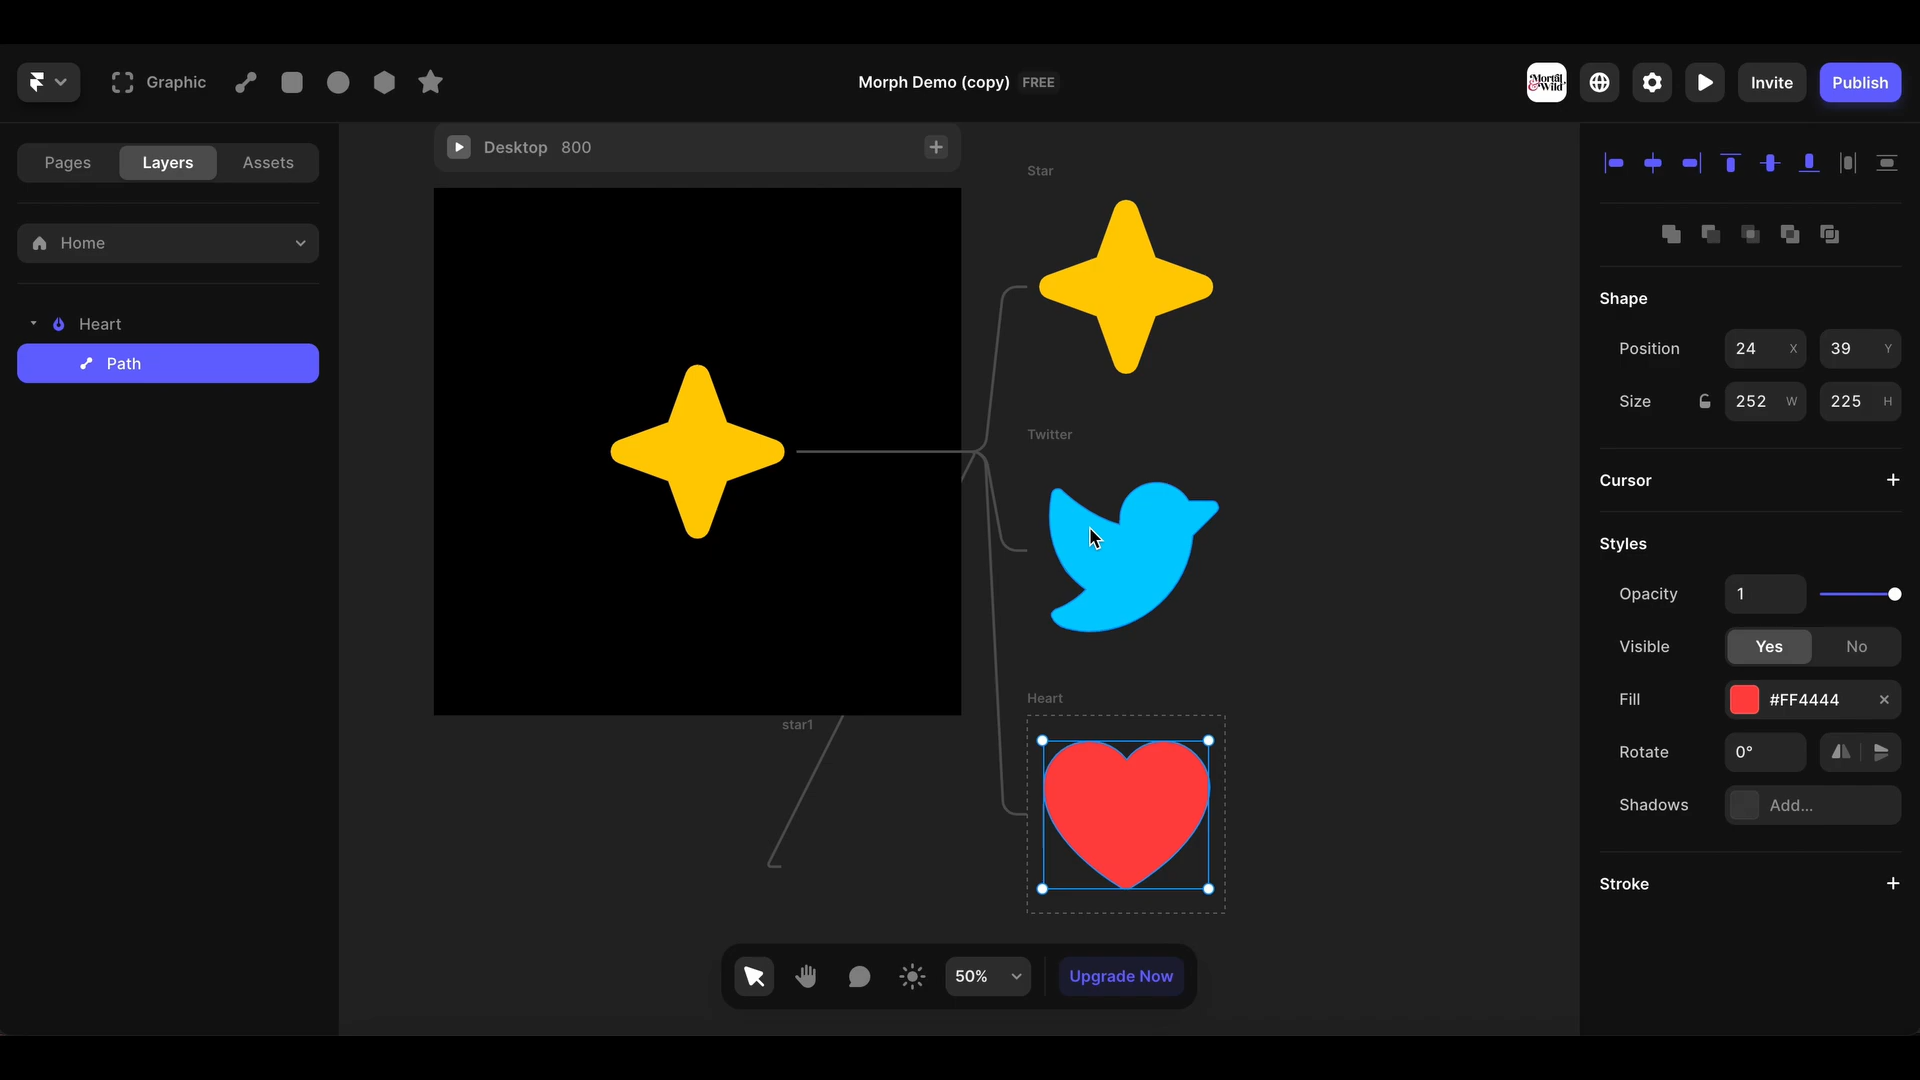 Graphic
Morph Demo (copy) FREE
Mortal
&Wild
Invite
Publish
Pages
Layers
Assets
Home
Heart
Path
Desktop 800
Star
Twitter
Heart
star1
50%
Upgrade Now
Shape
Position 24 X 39 Y
Size 252 W 225 H
Cursor
Styles
Opacity 1
Visible Yes No
Fill #FF4444
Rotate 0°
Shadows Add...
Stroke